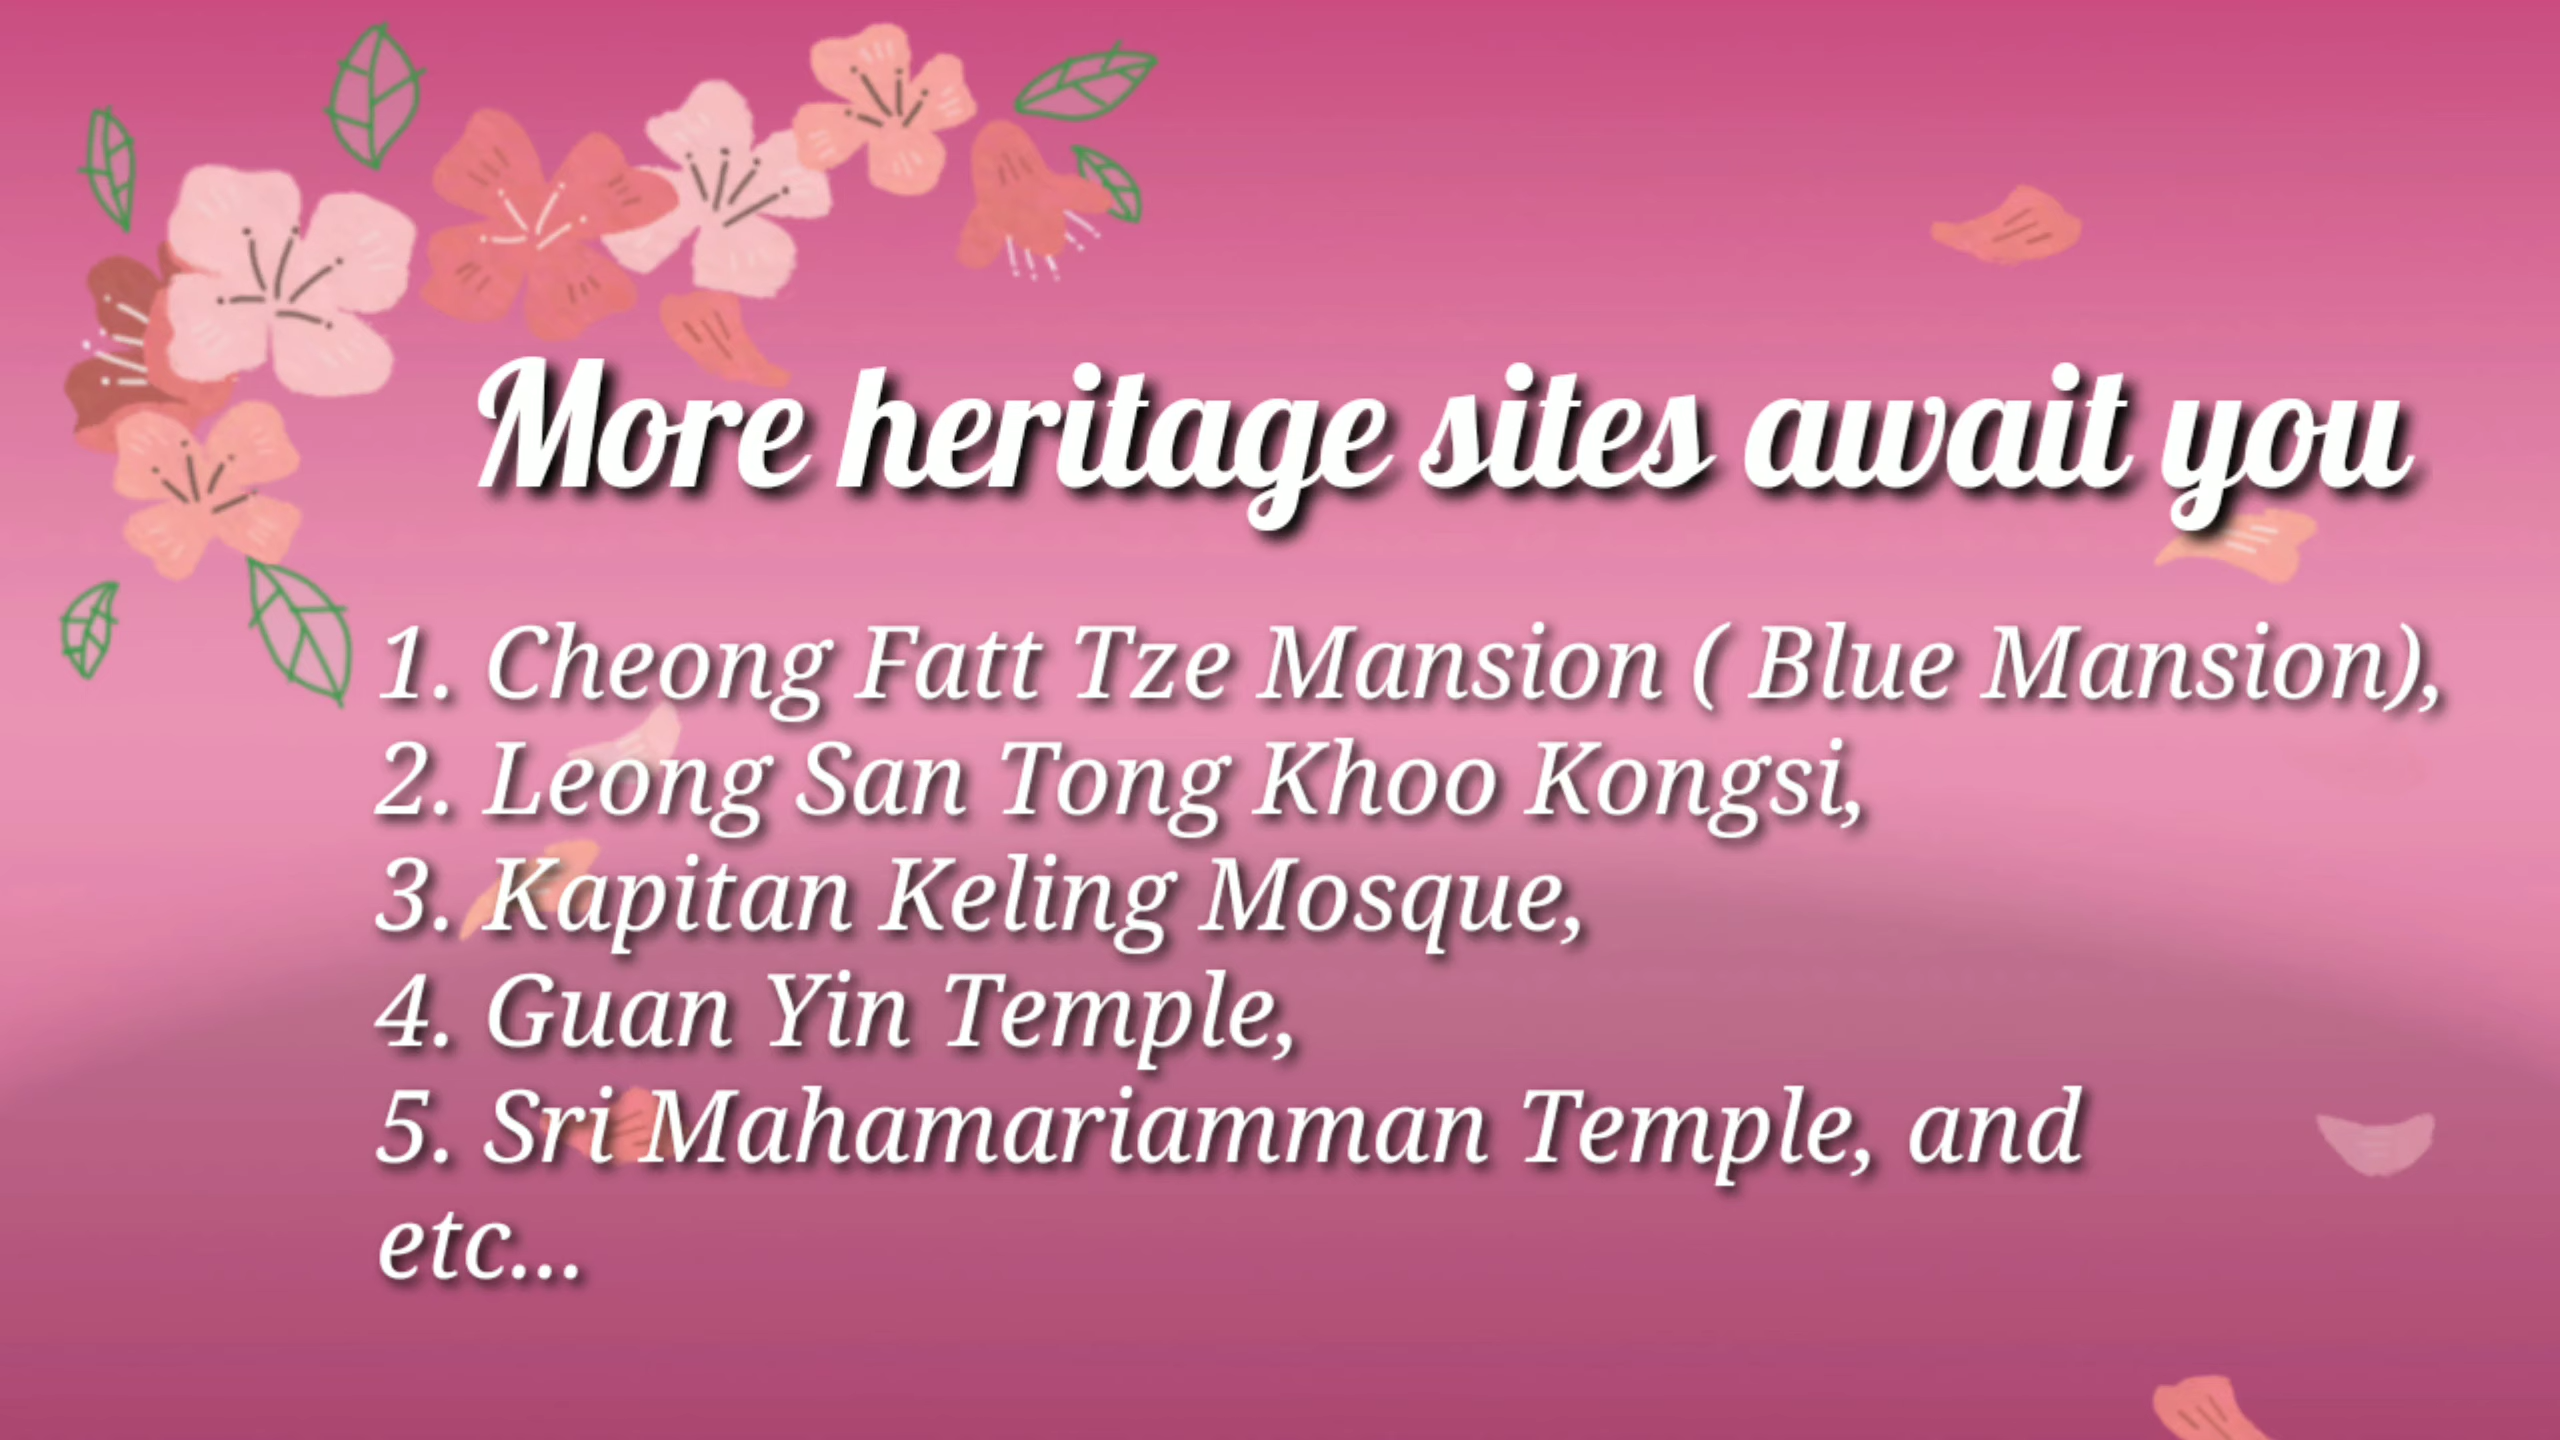 More heritage sites await you
1. Cheong Fatt Tze Mansion ( Blue Mansion),
2. Leong San Tong Khoo Kongsi,
3. Kapitan Keling Mosque,
4. Guan Yin Temple,
5. Sri Mahamariamman Temple, and
etc...